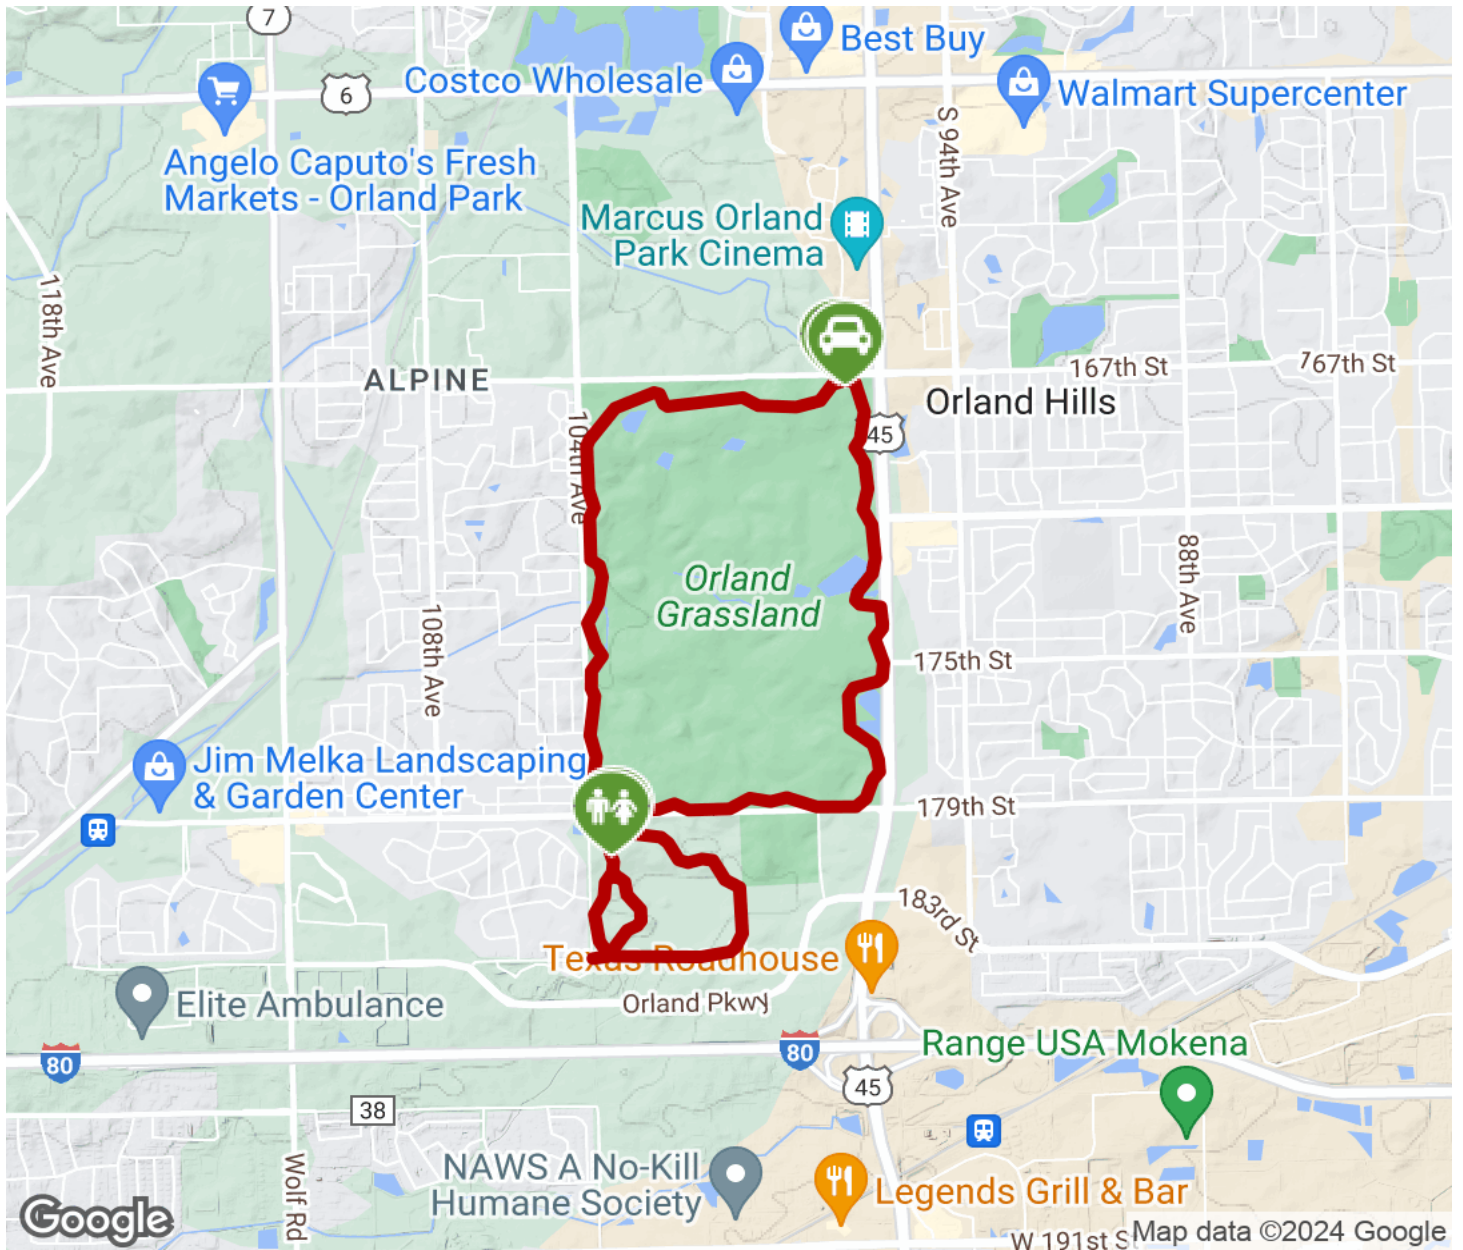 7
Best Buy
Costco Wholesale
6
Walmart Supercenter
S 94th Ave
Angelo Caputo's Fresh
Markets - Orland Park
Marcus Orland
Park Cinema
118th Ave
167th St
167th St
ALPINE
Orland Hills
104th Ave
45
Orland
Grassland
88th Ave
108th Ave
175th St
Jim Melka Landscaping
& Garden Center
179th St
183rd St
Texas Roadhouse
Elite Ambulance
Orland Pkwy
80
80
Range USA Mokena
45
38
Wolf Rd
NAWS A No-Kill
Humane Society
Legends Grill & Bar
Google
W 191st S
Map data ©2024 Google